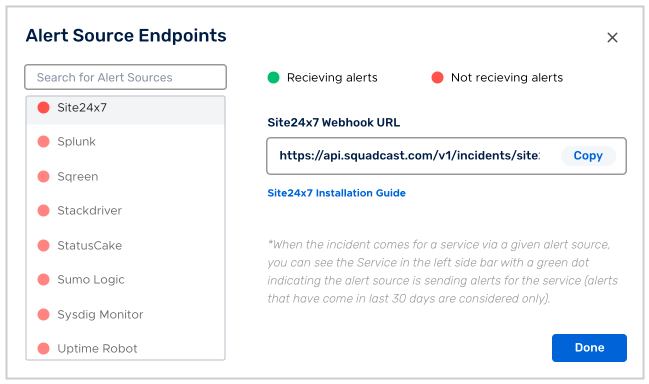 Alert Source Endpoints
Search for Alert Sources
Site24x7
Splunk
Sqreen
Stackdriver
StatusCake
Sumo Logic
Sysdig Monitor
Uptime Robot
Recieving alerts
Not recieving alerts
Site24x7 Webhook URL
https://api.squadcast.com/v1/incidents/site
Copy
Site24x7 Installation Guide
*When the incident comes for a service via a given alert source,
you can see the Service in the left side bar with a green dot
indicating the alert source is sending alerts for the service (alerts
that have come in last 30 days are considered only).
Done